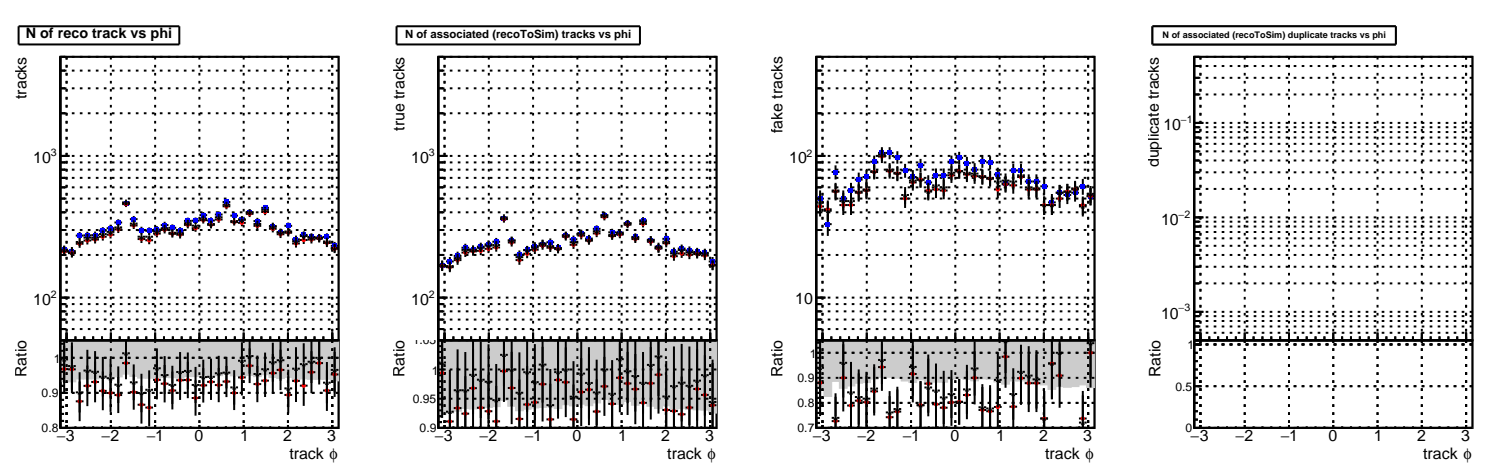 N of reco track vs phi
tracks
10³
10²
Ratio
1
0.9
0.8
−3 −2 −1 0 1 2 3
track ϕ
N of associated (recoToSim) tracks vs phi
true tracks
10³
10²
Ratio
1.05
1
0.95
0.9
−3 −2 −1 0 1 2 3
track ϕ
fake tracks
10²
10
Ratio
1
0.9
0.8
0.7
−3 −2 −1 0 1 2 3
track ϕ
N of associated (recoToSim) duplicate tracks vs phi
duplicate tracks
10⁻¹
10⁻²
10⁻³
Ratio
1
0.5
0
−3 −2 −1 0 1 2 3
track ϕ